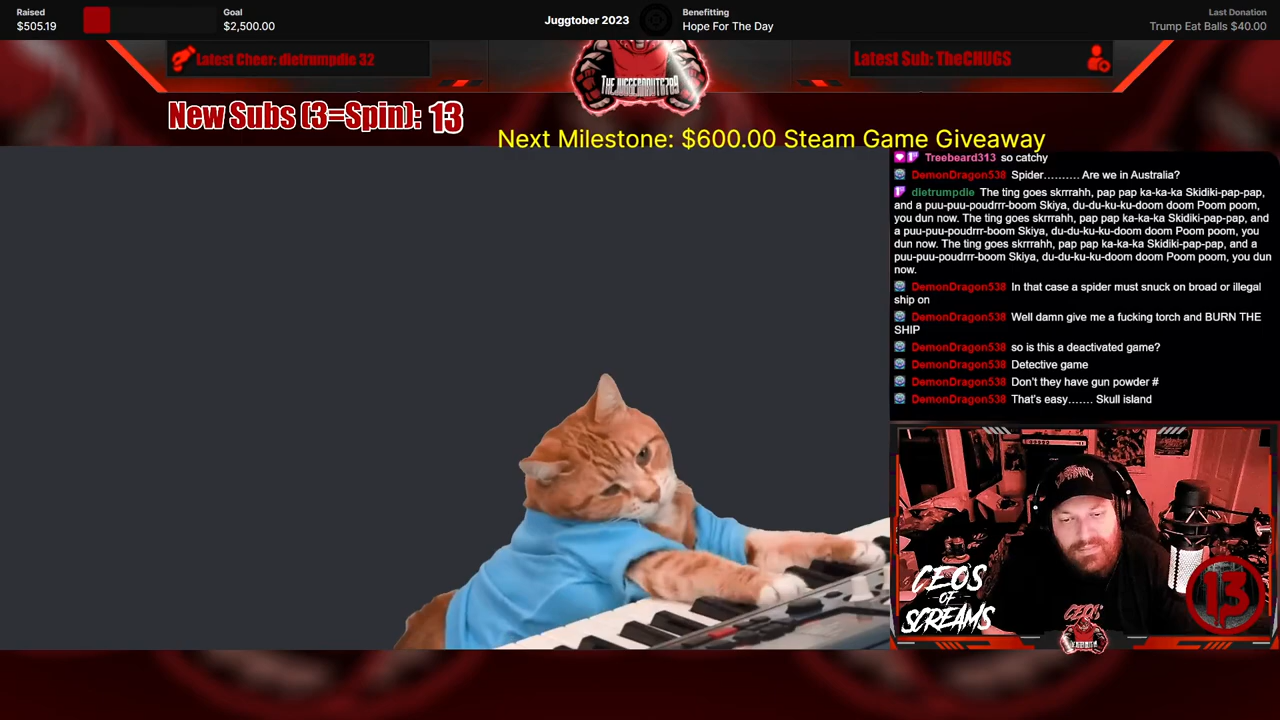 Raised
$505.19
Goal
$2,500.00
Juggtober 2023
Benefitting
Hope For The Day
Last Donation
Trump Eat Balls $40.00
Latest Cheer: dietrumpdie 32
THEJUGGERNAUT6789
Latest Sub: TheCHUGS
New Subs (3=Spin): 13
Next Milestone: $600.00 Steam Game Giveaway
Treebeard313 so catchy
DemonDragon538 Spider.......... Are we in Australia?
dietrumpdie The ting goes skrrrahh, pap pap ka-ka-ka Skidiki-pap-pap,
and a puu-puu-poudrrr-boom Skiya, du-du-ku-ku-doom doom Poom poom,
you dun now. The ting goes skrrrahh, pap pap ka-ka-ka Skidiki-pap-pap, and
a puu-puu-poudrrr-boom Skiya, du-du-ku-ku-doom doom Poom poom, you
dun now. The ting goes skrrrahh, pap pap ka-ka-ka Skidiki-pap-pap, and a
puu-puu-poudrrr-boom Skiya, du-du-ku-ku-doom doom Poom poom, you dun
now.
DemonDragon538 In that case a spider must snuck on broad or illegal
ship on
DemonDragon538 Well damn give me a fucking torch and BURN THE
SHIP
DemonDragon538 so is this a deactivated game?
DemonDragon538 Detective game
DemonDragon538 Don't they have gun powder #
DemonDragon538 That's easy....... Skull island
CEOS
OF
SCREAMS
13
CEOS